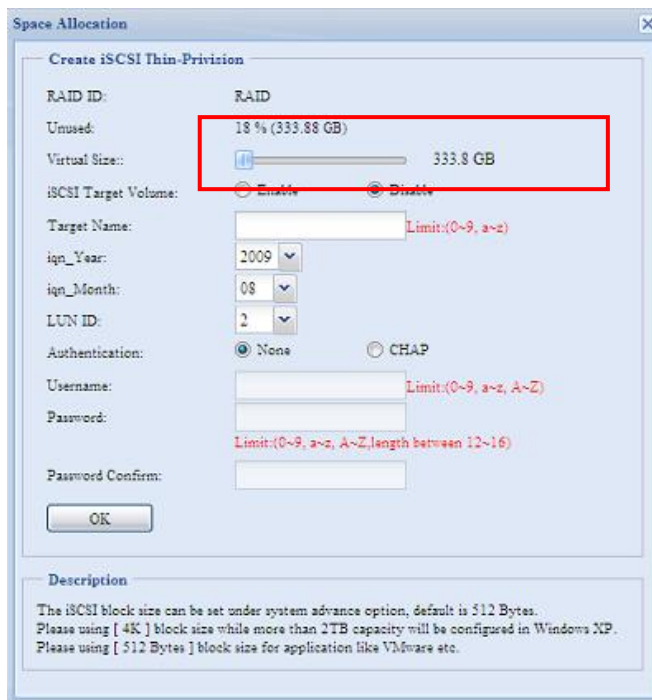 Space Allocation
Create iSCSI Thin-Privision
RAID ID: RAID
Unused: 18 % (333.88 GB)
Virtual Size:: 333.8 GB
iSCSI Target Volume: Enable Disable
Target Name: Limit:(0~9, a~z)
iqn_Year: 2009
iqn_Month: 08
LUN ID: 2
Authentication: None CHAP
Username: Limit:(0~9, a~z, A~Z)
Password:
Limit:(0~9, a~z, A~Z,length between 12~16)
Password Confirm:
OK
Description
The iSCSI block size can be set under system advance option, default is 512 Bytes.
Please using [ 4K ] block size while more than 2TB capacity will be configured in Windows XP.
Please using [ 512 Bytes ] block size for application like VMware etc.